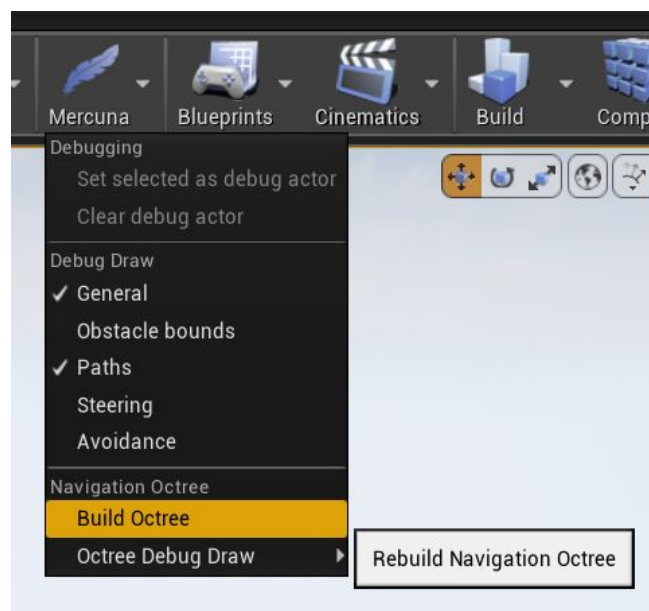 Mercuna
Blueprints
Cinematics
Build
Comp
Debugging
Set selected as debug actor
Clear debug actor
Debug Draw
General
Obstacle bounds
Paths
Steering
Avoidance
Navigation Octree
Build Octree
Octree Debug Draw
Rebuild Navigation Octree